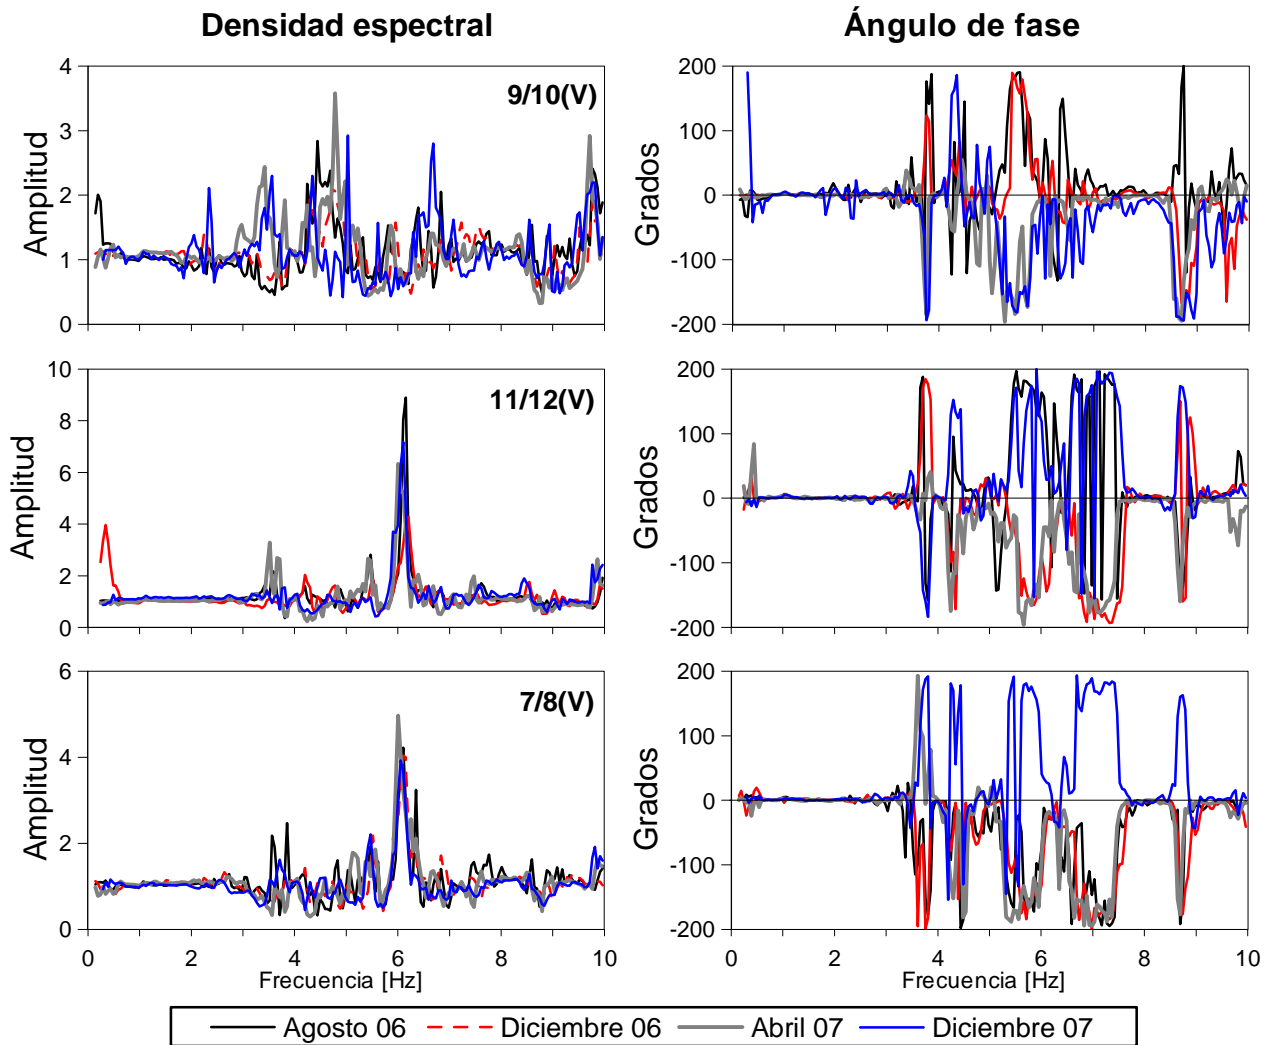 Densidad espectral
Ángulo de fase
4
3
2
1
0
Amplitud
9/10(V)
200
100
0
-100
-200
Grados
10
8
6
4
2
0
Amplitud
11/12(V)
200
100
0
-100
-200
Grados
6
4
2
0
Amplitud
7/8(V)
200
100
0
-100
-200
Grados
0 2 4 6 8 10
Frecuencia [Hz]
0 2 4 6 8 10
Frecuencia [Hz]
Agosto 06 Diciembre 06 Abril 07 Diciembre 07